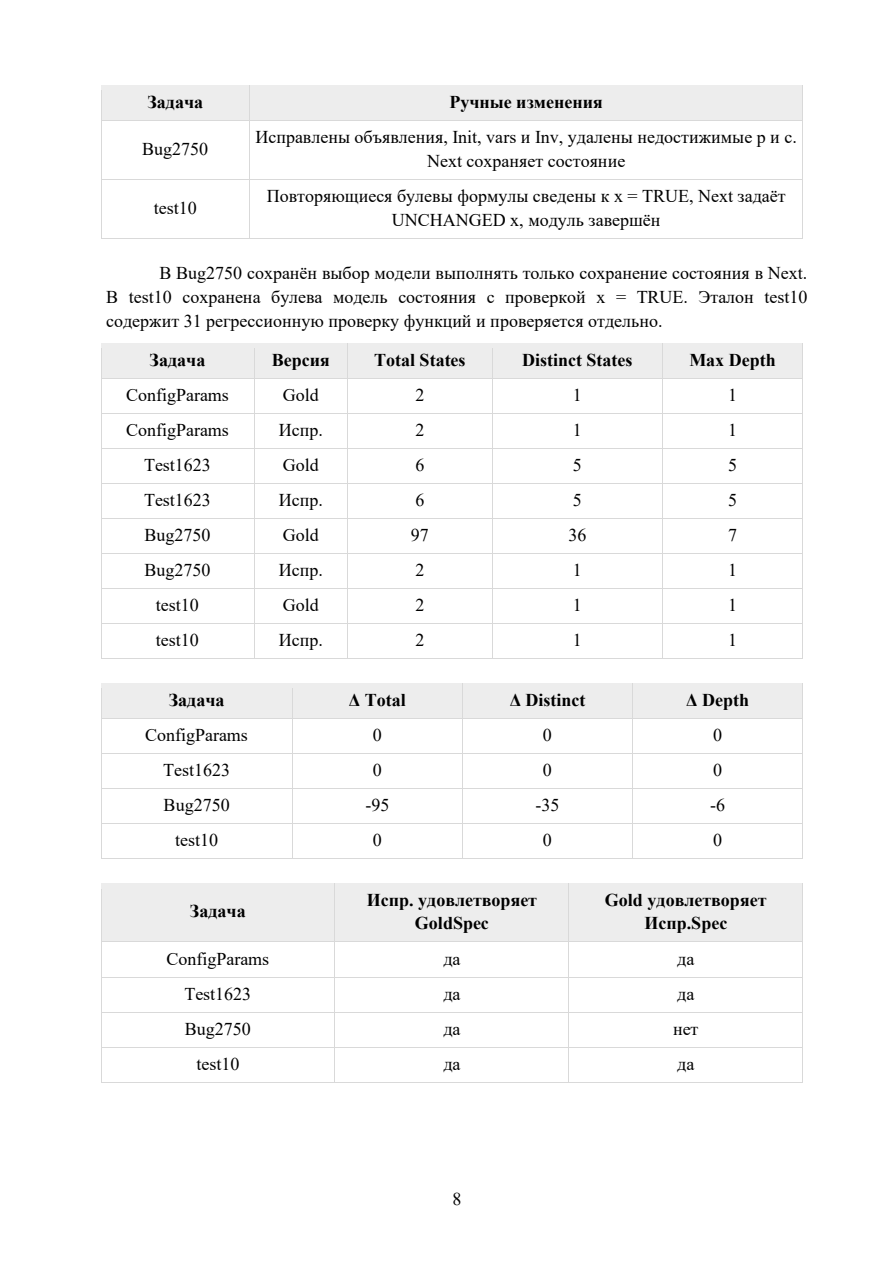 Задача Ручные изменения
Bug2750 Исправлены объявления, Init, vars и Inv, удалены недостижимые p и c.
Next сохраняет состояние
test10 Повторяющиеся булевы формулы сведены к x = TRUE, Next задаёт
UNCHANGED x, модуль завершён
В Bug2750 сохранён выбор модели выполнять только сохранение состояния в Next.
В test10 сохранена булева модель состояния с проверкой x = TRUE. Эталон test10
содержит 31 регрессионную проверку функций и проверяется отдельно.
Задача Версия Total States Distinct States Max Depth
ConfigParams Gold 2 1 1
ConfigParams Испр. 2 1 1
Test1623 Gold 6 5 5
Test1623 Испр. 6 5 5
Bug2750 Gold 97 36 7
Bug2750 Испр. 2 1 1
test10 Gold 2 1 1
test10 Испр. 2 1 1
Задача Δ Total Δ Distinct Δ Depth
ConfigParams 0 0 0
Test1623 0 0 0
Bug2750 -95 -35 -6
test10 0 0 0
Задача Испр. удовлетворяет GoldSpec Gold удовлетворяет Испр.Spec
ConfigParams да да
Test1623 да да
Bug2750 да нет
test10 да да
8